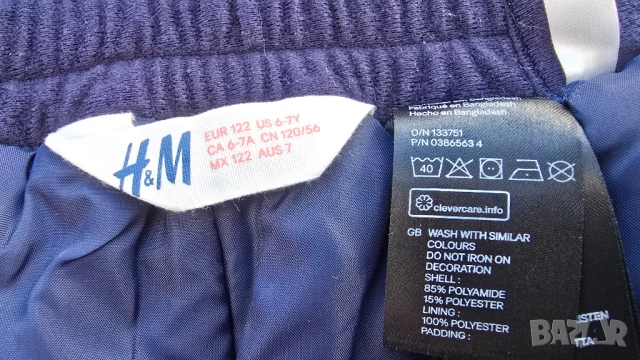 H&M
EUR 122 US 6-7Y
CA 6-7A CN 120/56
MX 122 AUS 7
Fabriqué en Bangladesh
Hecho en Bangladesh
O/N 133751
P/N 0386563 4
40
clevercare.info
GB WASH WITH SIMILAR
COLOURS
DO NOT IRON ON
DECORATION
SHELL :
85% POLYAMIDE
15% POLYESTER
LINING :
100% POLYESTER
PADDING :
BAZAR